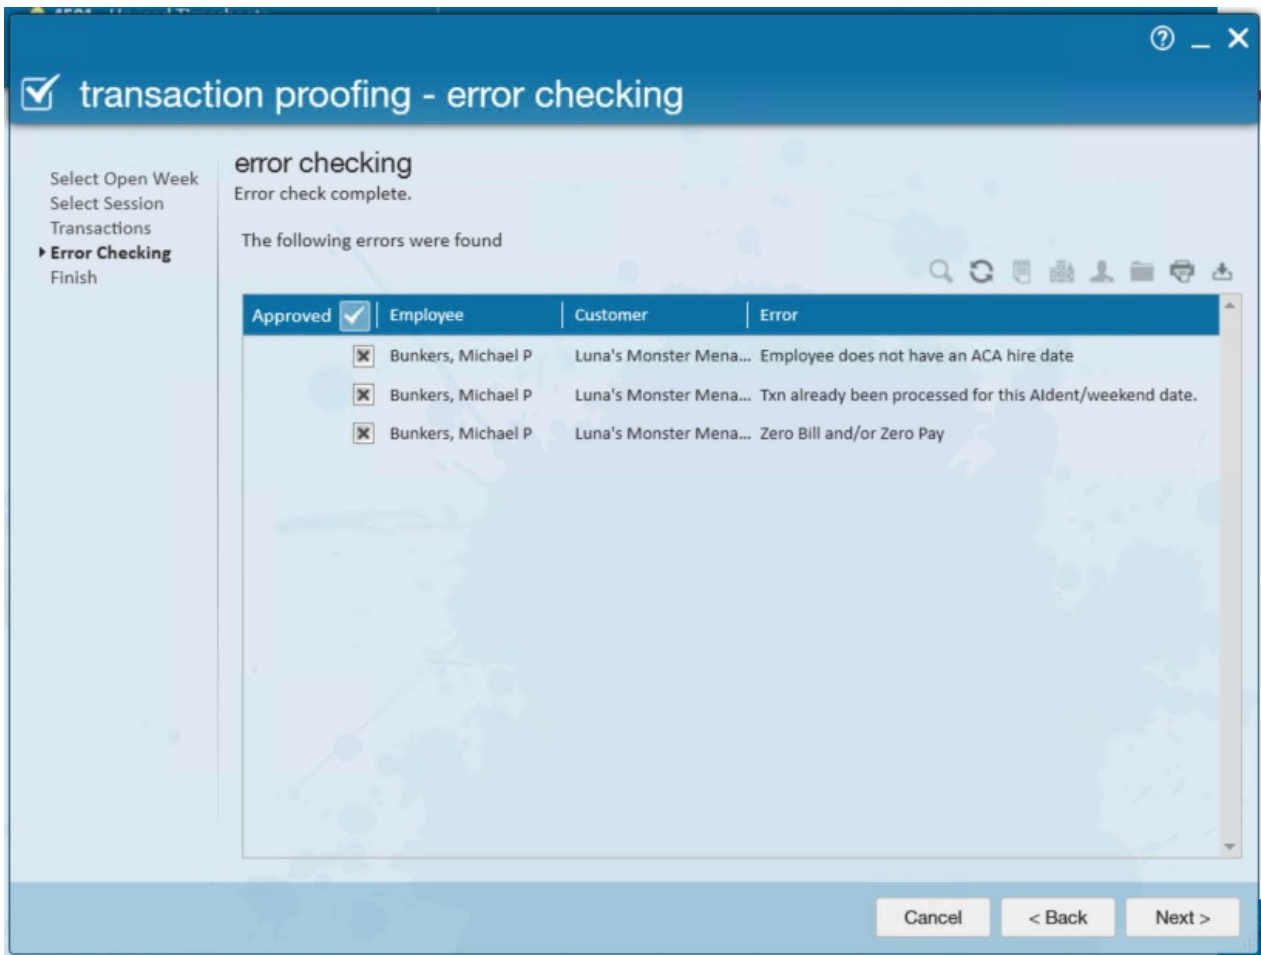 transaction proofing - error checking
Select Open Week
Select Session
Transactions
Error Checking
Finish
error checking
Error check complete.
The following errors were found
Approved Employee Customer Error
Bunkers, Michael P Luna's Monster Mena... Employee does not have an ACA hire date
Bunkers, Michael P Luna's Monster Mena... Txn already been processed for this AIdent/weekend date.
Bunkers, Michael P Luna's Monster Mena... Zero Bill and/or Zero Pay
Cancel < Back Next >